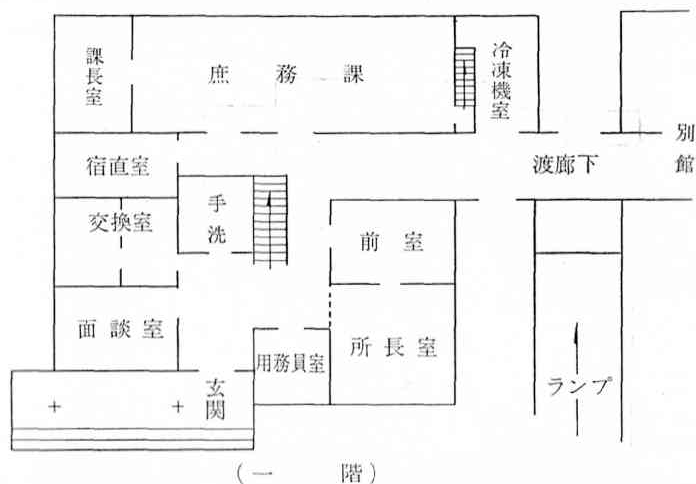 課長室
庶務課
冷凍機室
別館
宿直室
渡廊下
手洗
交換室
前室
面談室
用務員室
所長室
玄関
ランプ
(一階)